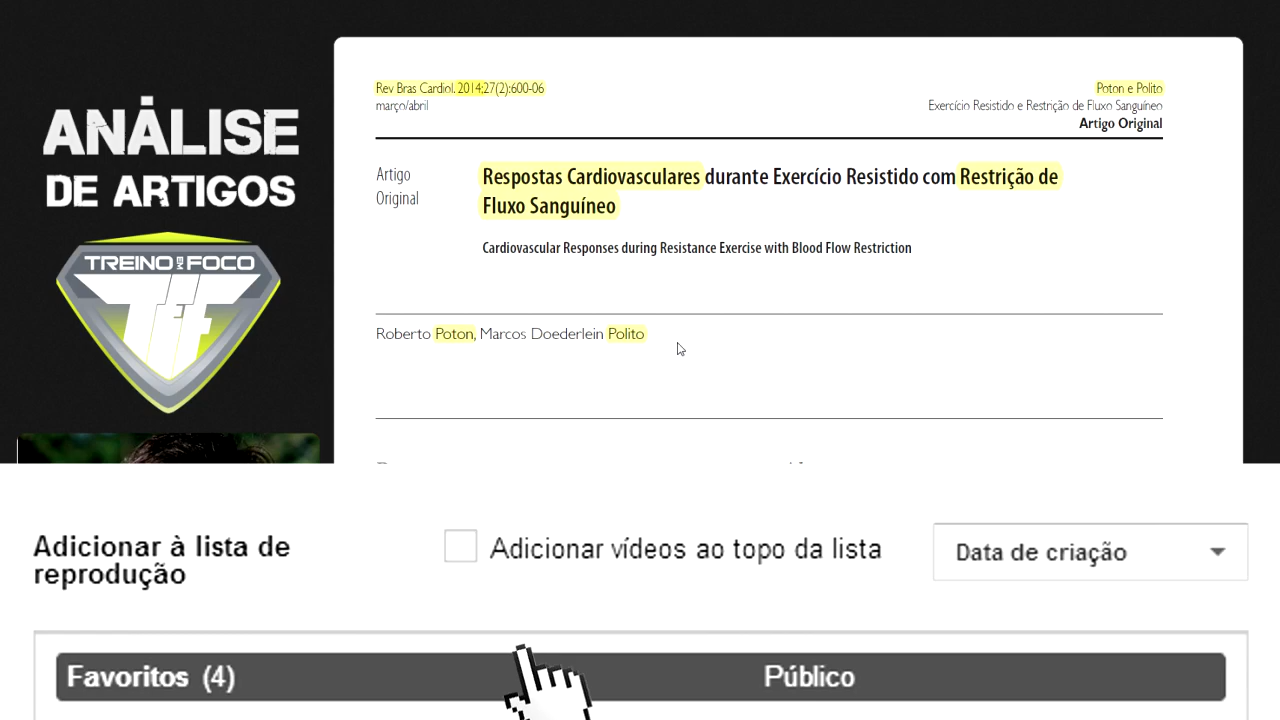 ANÁLISE
DE ARTIGOS
TREINO EM FOCO
TEF
Rev Bras Cardiol. 2014;27(2):600-06
março/abril
Poton e Polito
Exercício Resistido e Restrição de Fluxo Sanguíneo
Artigo Original
Artigo
Original
Respostas Cardiovasculares durante Exercício Resistido com Restrição de
Fluxo Sanguíneo
Cardiovascular Responses during Resistance Exercise with Blood Flow Restriction
Roberto Poton, Marcos Doederlein Polito
Adicionar à lista de
reprodução
Adicionar vídeos ao topo da lista
Data de criação
Favoritos (4)
Público